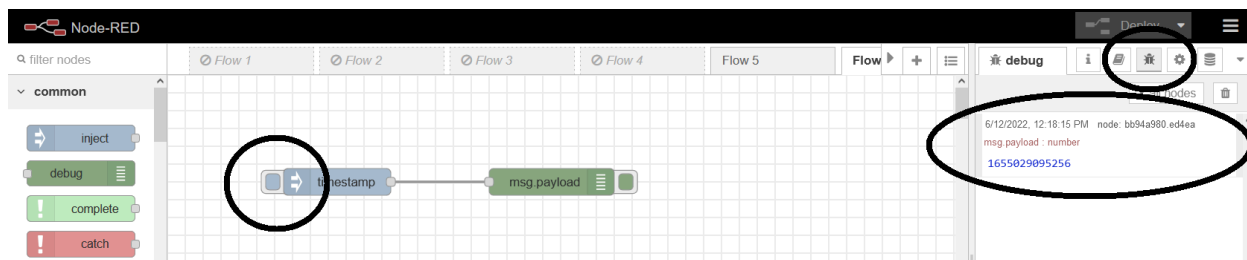 Node-RED
Deploy
filter nodes
Flow 1
Flow 2
Flow 3
Flow 4
Flow 5
Flow
debug
i
common
all nodes
inject
debug
complete
catch
timestamp
msg.payload
6/12/2022, 12:18:15 PM node: bb94a980.ed4ea
msg.payload : number
1655029095256